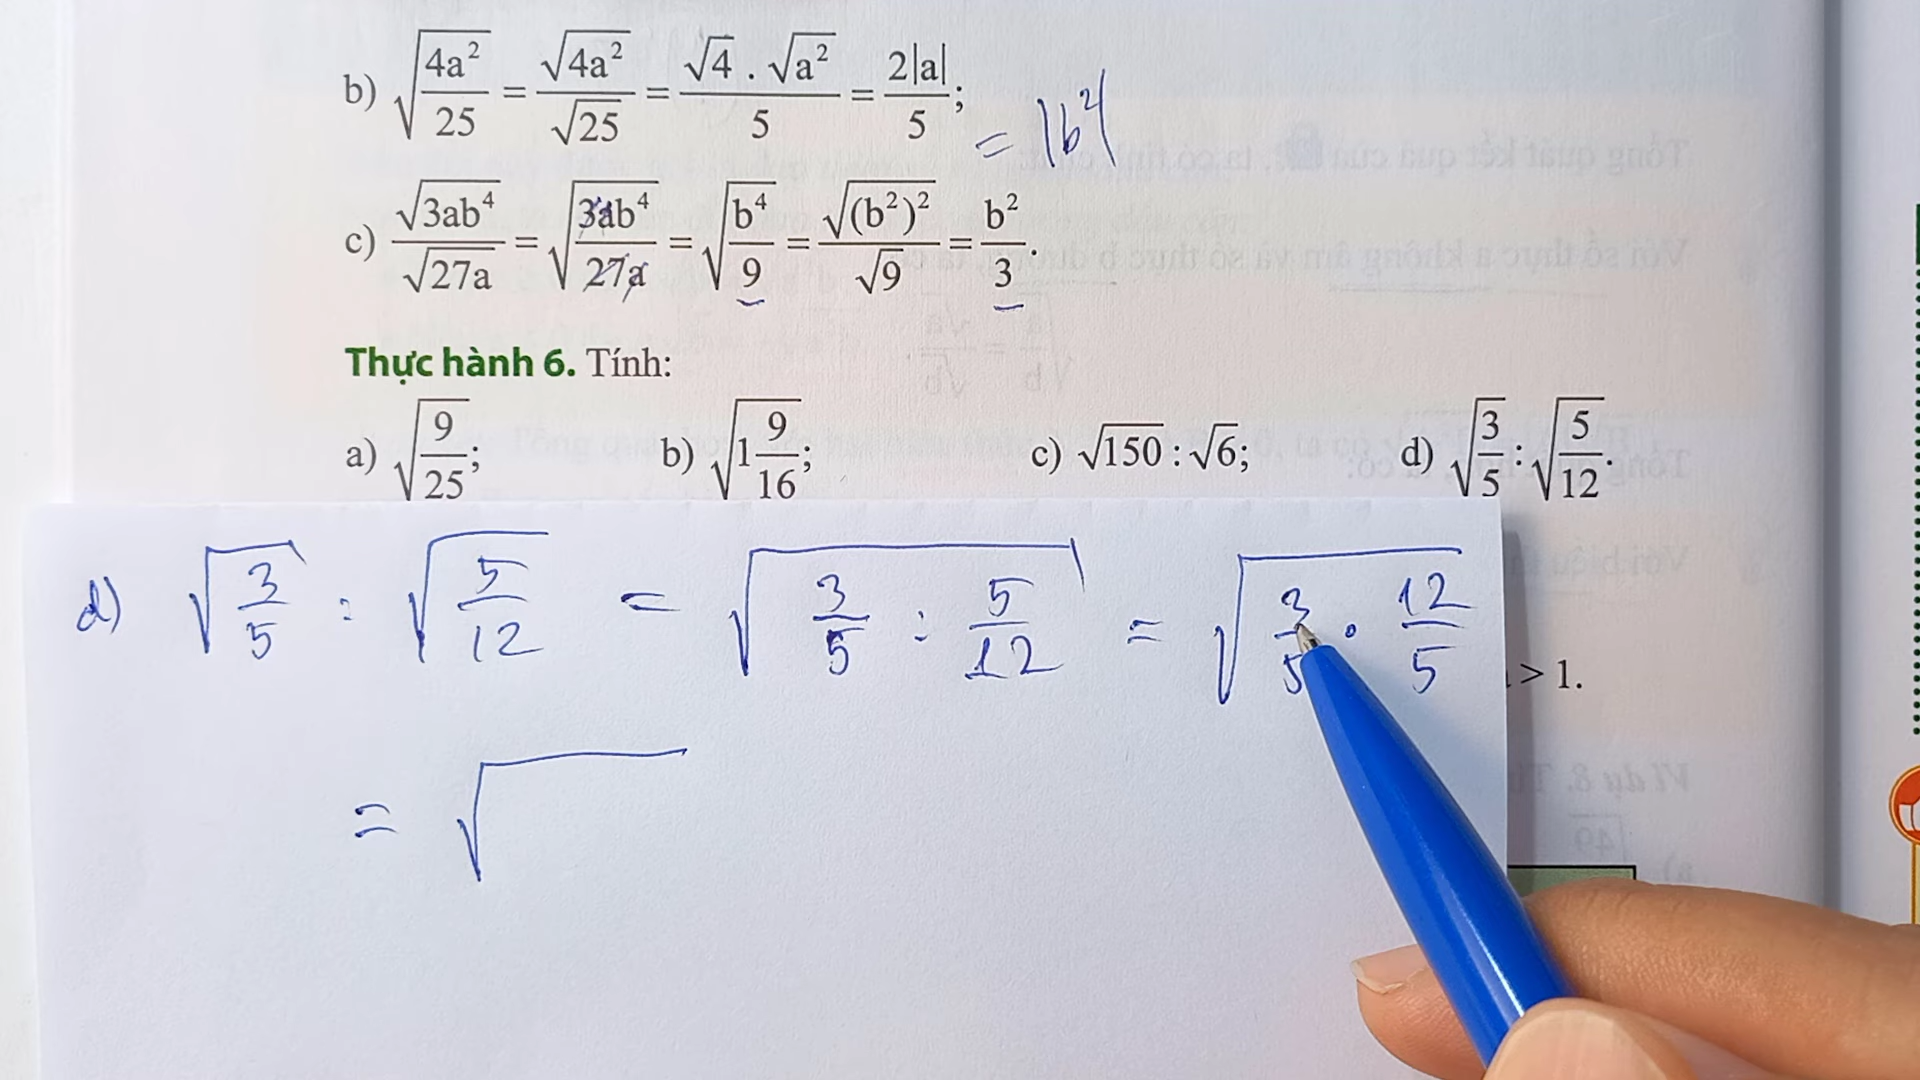 b) √(4a²/25) = √(4a²)/√25 = (√4 . √(a²))/5 = 2|a|/5;
= |b²|
c) √(3ab⁴)/√(27a) = √(3ab⁴/27a) = √(b⁴/9) = √((b²)²)/√9 = b²/3.
Thực hành 6. Tính:
a) √(9/25); b) √(1 9/16); c) √150 : √6; d) √(3/5) : √(5/12).
d) √(3/5) : √(5/12) = √(3/5 : 5/12) = √(3/5 . 12/5)
> 1.
= √